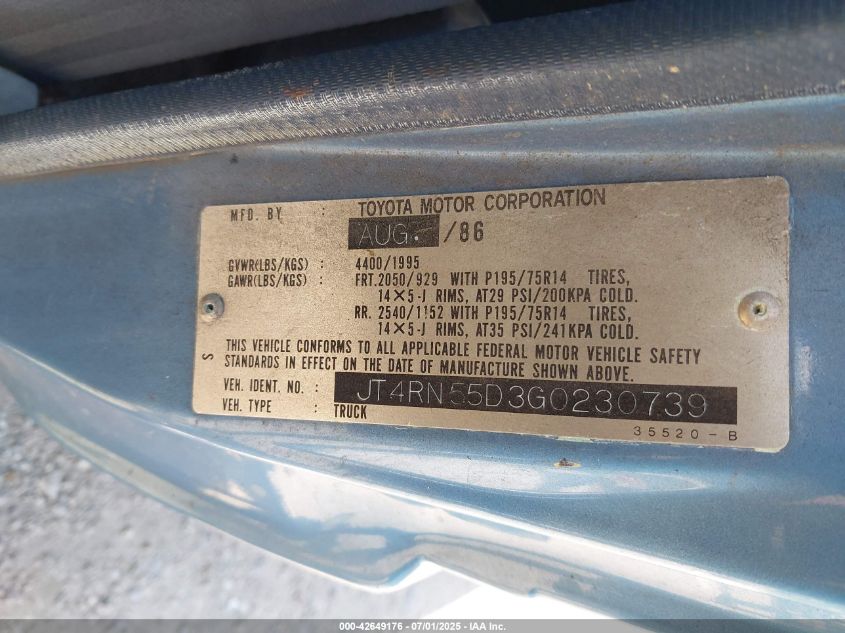 MFD. BY : TOYOTA MOTOR CORPORATION
AUG. /86
GVWR(LBS/KGS) : 4400/1995
GAWR(LBS/KGS) : FRT. 2050/929 WITH P195/75R14 TIRES,
14×5-J RIMS, AT29 PSI/200KPA COLD.
RR. 2540/1152 WITH P195/75R14 TIRES,
14×5-J RIMS, AT35 PSI/241KPA COLD.
THIS VEHICLE CONFORMS TO ALL APPLICABLE FEDERAL MOTOR VEHICLE SAFETY
S STANDARDS IN EFFECT ON THE DATE OF MANUFACTURE SHOWN ABOVE.
VEH. IDENT. NO. : JT4RN55D3G0230739
VEH. TYPE : TRUCK
35520-B
000-42649176 - 07/01/2025 - IAA Inc.